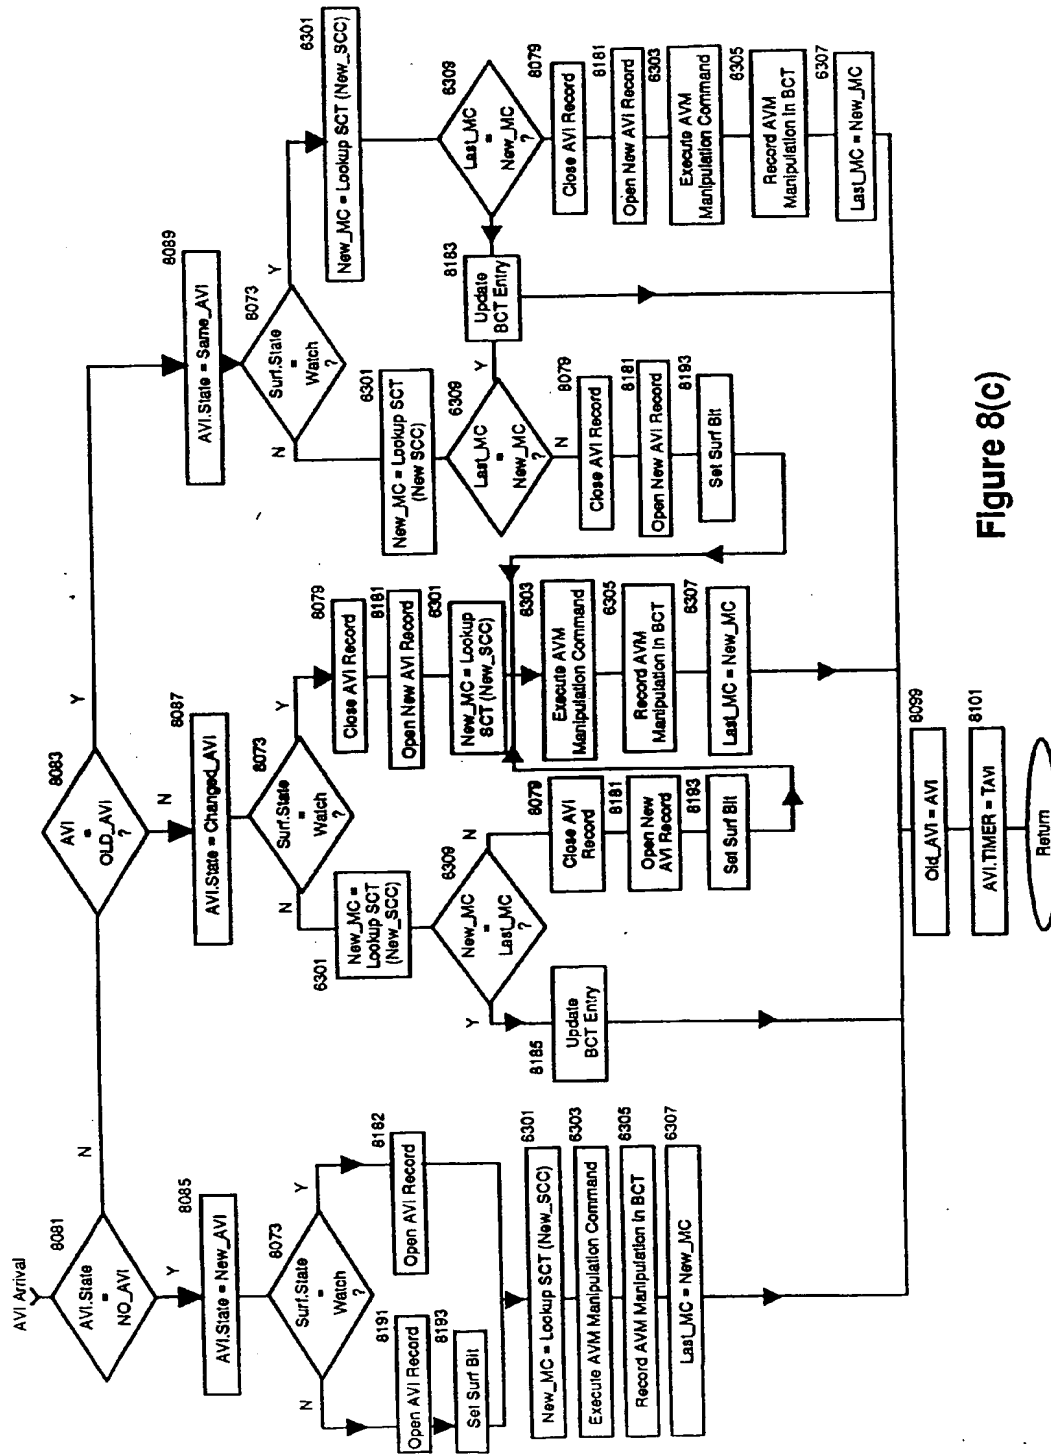 AVI Arrival
8081
AVI.State
=
NO_AVI
?
N
Y
8085
AVI.State = New_AVI
8073
Surf.State
=
Watch
?
N
Y
8191
Open AVI Record
8193
Set Surf Bit
8182
Open AVI Record
6301
New_MC = Lookup SCT (New_SCC)
6303
Execute AVM Manipulation Command
6305
Record AVM Manipulation In BCT
6307
Last_MC = New_MC
8083
AVI
=
OLD_AVI
?
Y
N
8087
AVI.State = Changed_AVI
8073
Surf.State
=
Watch
?
N
Y
6301
New_MC =
Lookup SCT
(New_SCC)
6309
New_MC
=
Last_MC
?
Y
N
8185
Update
BCT Entry
8079
Close AVI
Record
8181
Open New
AVI Record
8193
Set Surf Bit
8079
Close AVI Record
8181
Open New AVI Record
6301
New_MC = Lookup
SCT (New_SCC)
6303
Execute AVM
Manipulation Command
6305
Record AVM
Manipulation In BCT
6307
Last_MC = New_MC
8089
AVI.State = Same_AVI
8073
Surf.State
=
Watch
?
N
Y
6301
New_MC = Lookup SCT
(New SCC)
6309
Last_MC
=
New_MC
?
Y
N
8079
Close AVI Record
8181
Open New AVI Record
8193
Set Surf Bit
8183
Update
BCT Entry
6301
New_MC = Lookup SCT (New_SCC)
6309
Last_MC
=
New_MC
?
8079
Close AVI Record
8181
Open New AVI Record
6303
Execute AVM
Manipulation Command
6305
Record AVM
Manipulation In BCT
6307
Last_MC = New_MC
8099
Old_AVI = AVI
8101
AVI.TIMER = TAVI
Return
Figure 8(c)